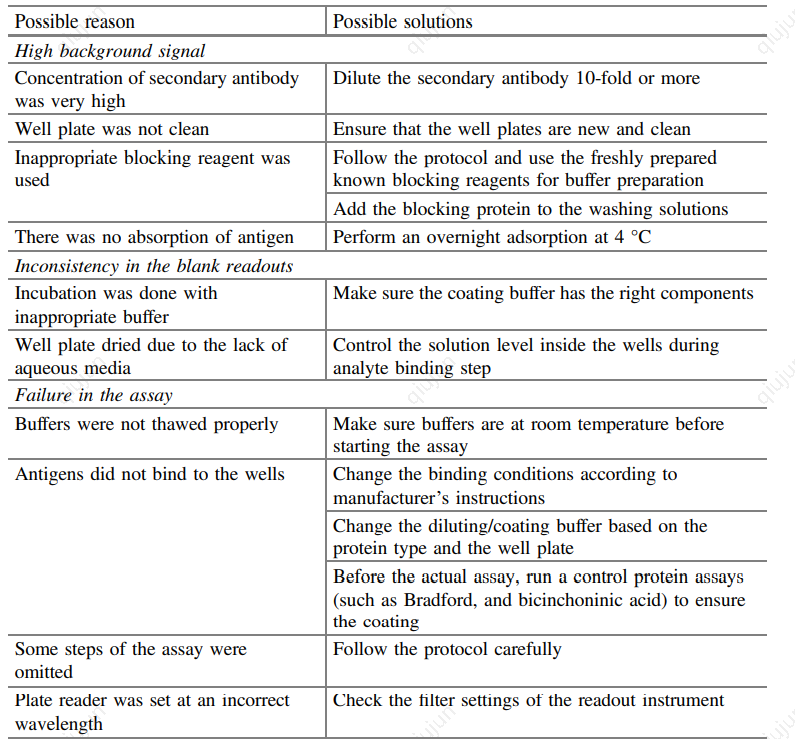 Possible reason Possible solutions
High background signal
Concentration of secondary antibody Dilute the secondary antibody 10-fold or more
was very high
Well plate was not clean Ensure that the well plates are new and clean
Inappropriate blocking reagent was Follow the protocol and use the freshly prepared
used known blocking reagents for buffer preparation
Add the blocking protein to the washing solutions
There was no absorption of antigen Perform an overnight adsorption at 4 °C
Inconsistency in the blank readouts
Incubation was done with Make sure the coating buffer has the right components
inappropriate buffer
Well plate dried due to the lack of Control the solution level inside the wells during
aqueous media analyte binding step
Failure in the assay
Buffers were not thawed properly Make sure buffers are at room temperature before
starting the assay
Antigens did not bind to the wells Change the binding conditions according to
manufacturer's instructions
Change the diluting/coating buffer based on the
protein type and the well plate
Before the actual assay, run a control protein assays
(such as Bradford, and bicinchoninic acid) to ensure
the coating
Some steps of the assay were Follow the protocol carefully
omitted
Plate reader was set at an incorrect Check the filter settings of the readout instrument
wavelength